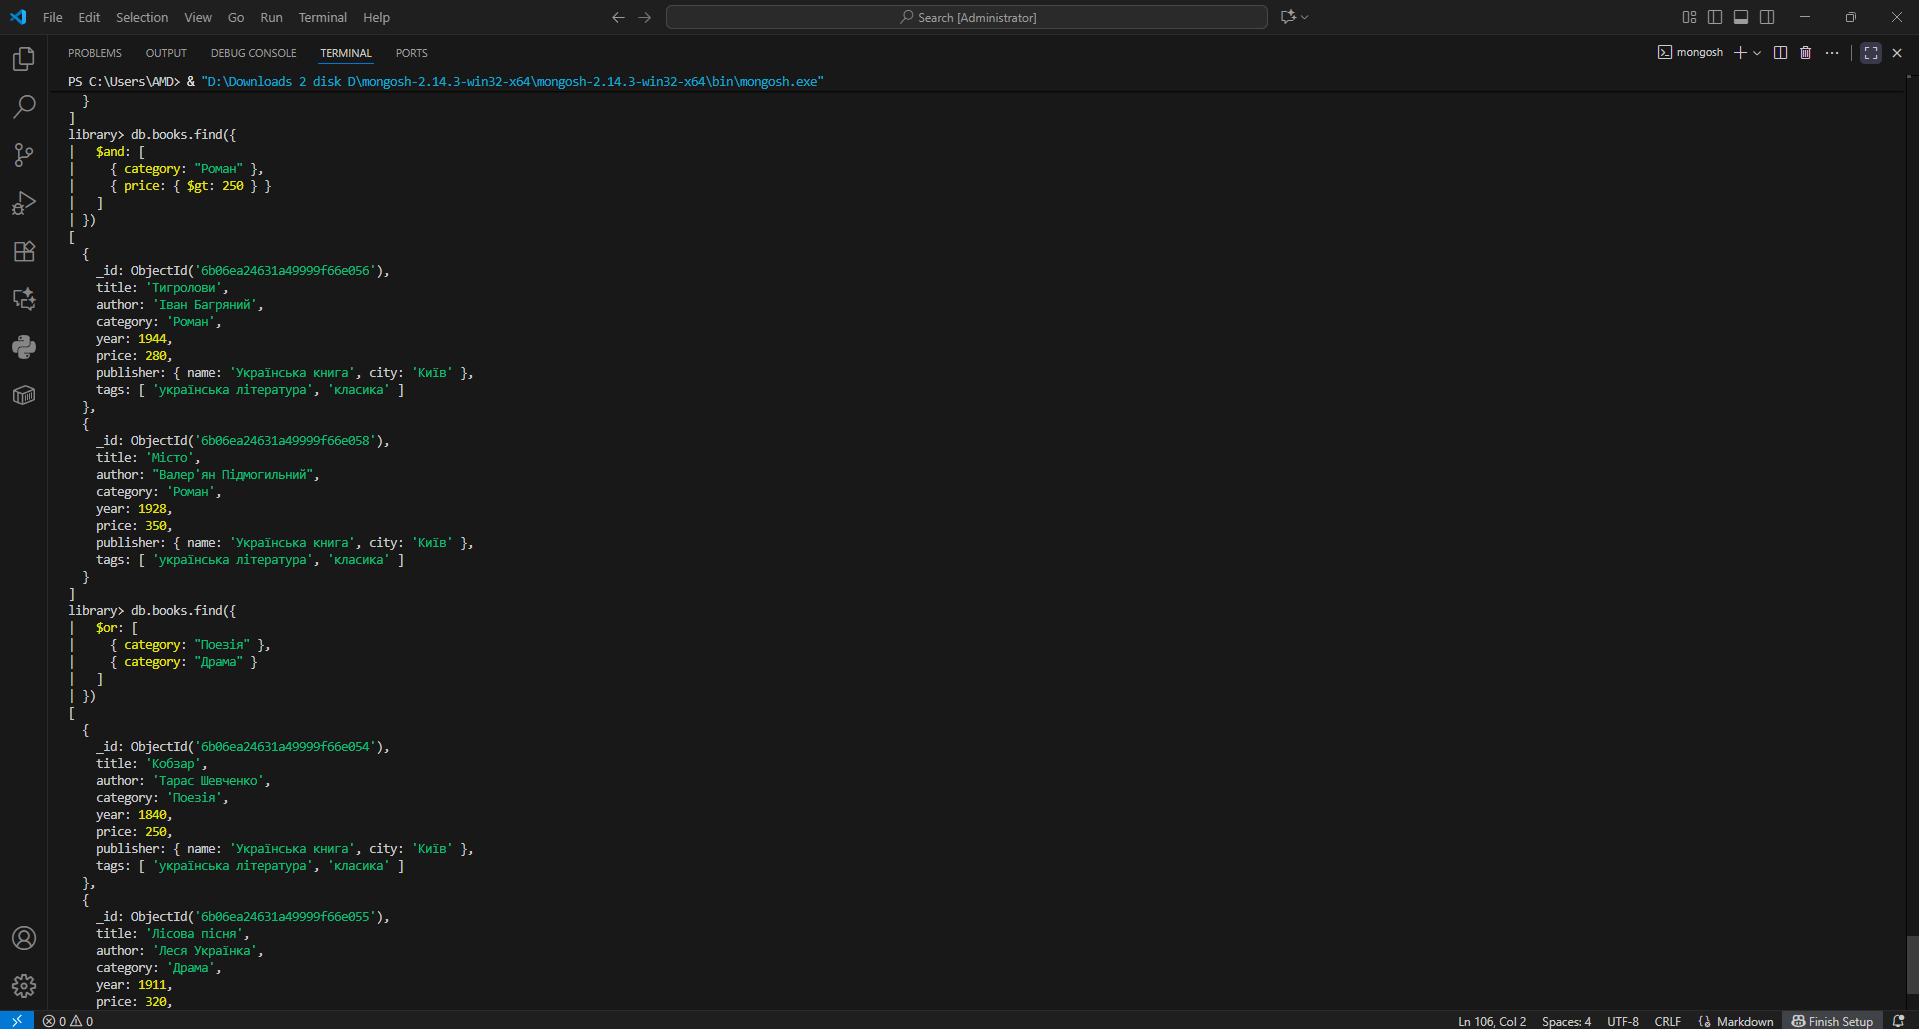 File Edit Selection View Go Run Terminal Help
Search [Administrator]
PROBLEMS OUTPUT DEBUG CONSOLE TERMINAL PORTS
mongosh
PS C:\Users\AMD> & "D:\Downloads 2 disk D\mongosh-2.14.3-win32-x64\mongosh-2.14.3-win32-x64\bin\mongosh.exe"
    }
  ]
library> db.books.find({
|   $and: [
|     { category: "Роман" },
|     { price: { $gt: 250 } }
|   ]
| })
[
  {
    _id: ObjectId('6b06ea24631a49999f66e056'),
    title: 'Тигролови',
    author: 'Іван Багряний',
    category: 'Роман',
    year: 1944,
    price: 280,
    publisher: { name: 'Українська книга', city: 'Київ' },
    tags: [ 'українська література', 'класика' ]
  },
  {
    _id: ObjectId('6b06ea24631a49999f66e058'),
    title: 'Місто',
    author: "Валер'ян Підмогильний",
    category: 'Роман',
    year: 1928,
    price: 350,
    publisher: { name: 'Українська книга', city: 'Київ' },
    tags: [ 'українська література', 'класика' ]
  }
]
library> db.books.find({
|   $or: [
|     { category: "Поезія" },
|     { category: "Драма" }
|   ]
| })
[
  {
    _id: ObjectId('6b06ea24631a49999f66e054'),
    title: 'Кобзар',
    author: 'Тарас Шевченко',
    category: 'Поезія',
    year: 1840,
    price: 250,
    publisher: { name: 'Українська книга', city: 'Київ' },
    tags: [ 'українська література', 'класика' ]
  },
  {
    _id: ObjectId('6b06ea24631a49999f66e055'),
    title: 'Лісова пісня',
    author: 'Леся Українка',
    category: 'Драма',
    year: 1911,
    price: 320,
0 0 Ln 106, Col 2 Spaces: 4 UTF-8 CRLF {} Markdown Finish Setup